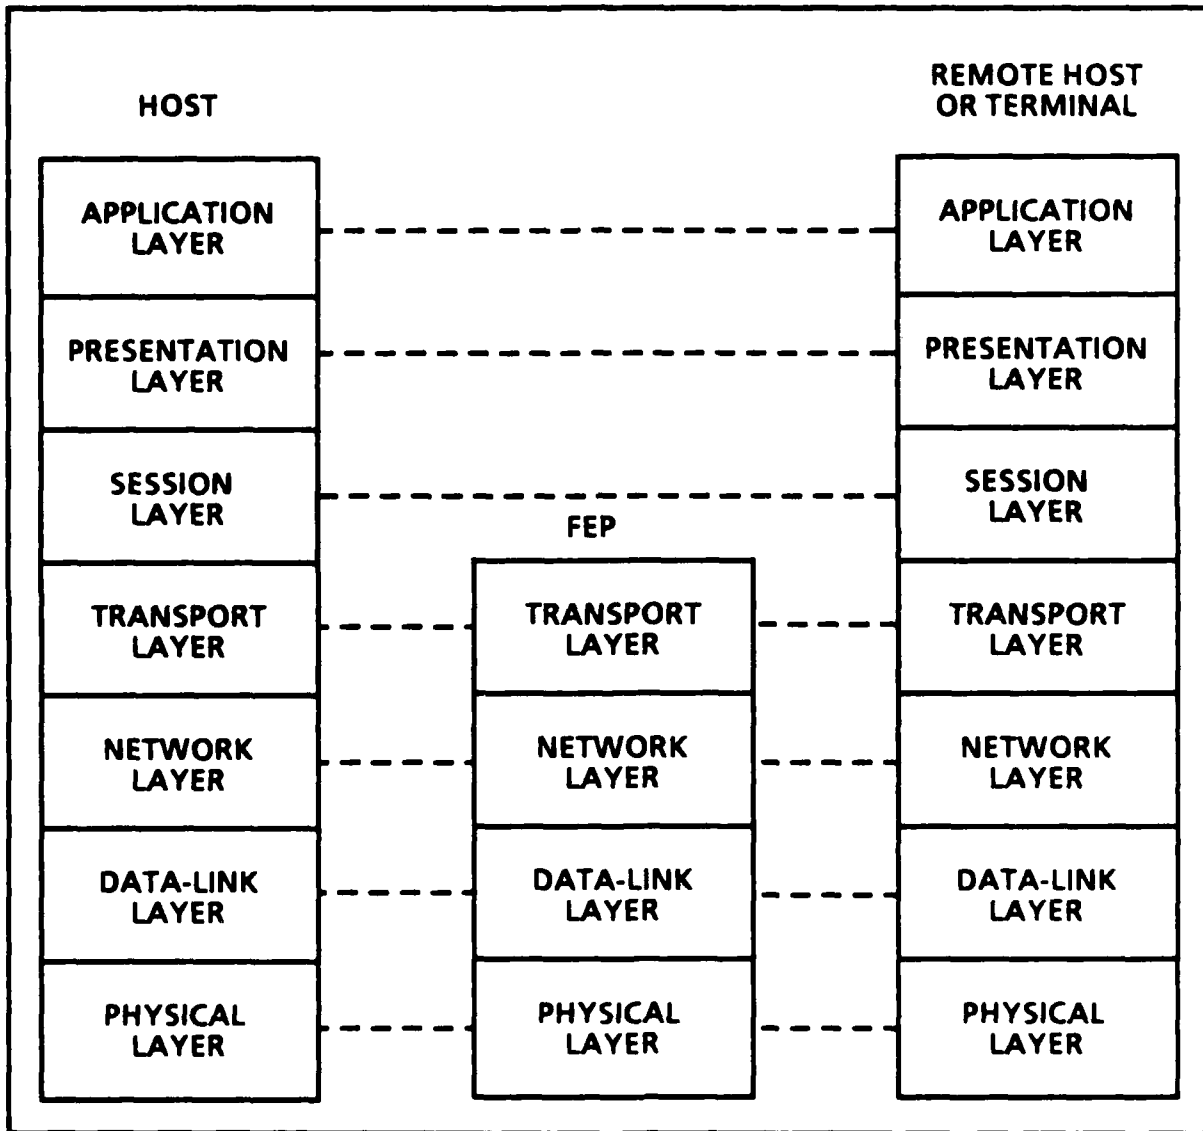 HOST
REMOTE HOST
OR TERMINAL
APPLICATION
LAYER
APPLICATION
LAYER
PRESENTATION
LAYER
PRESENTATION
LAYER
SESSION
LAYER
SESSION
LAYER
FEP
TRANSPORT
LAYER
TRANSPORT
LAYER
TRANSPORT
LAYER
NETWORK
LAYER
NETWORK
LAYER
NETWORK
LAYER
DATA-LINK
LAYER
DATA-LINK
LAYER
DATA-LINK
LAYER
PHYSICAL
LAYER
PHYSICAL
LAYER
PHYSICAL
LAYER